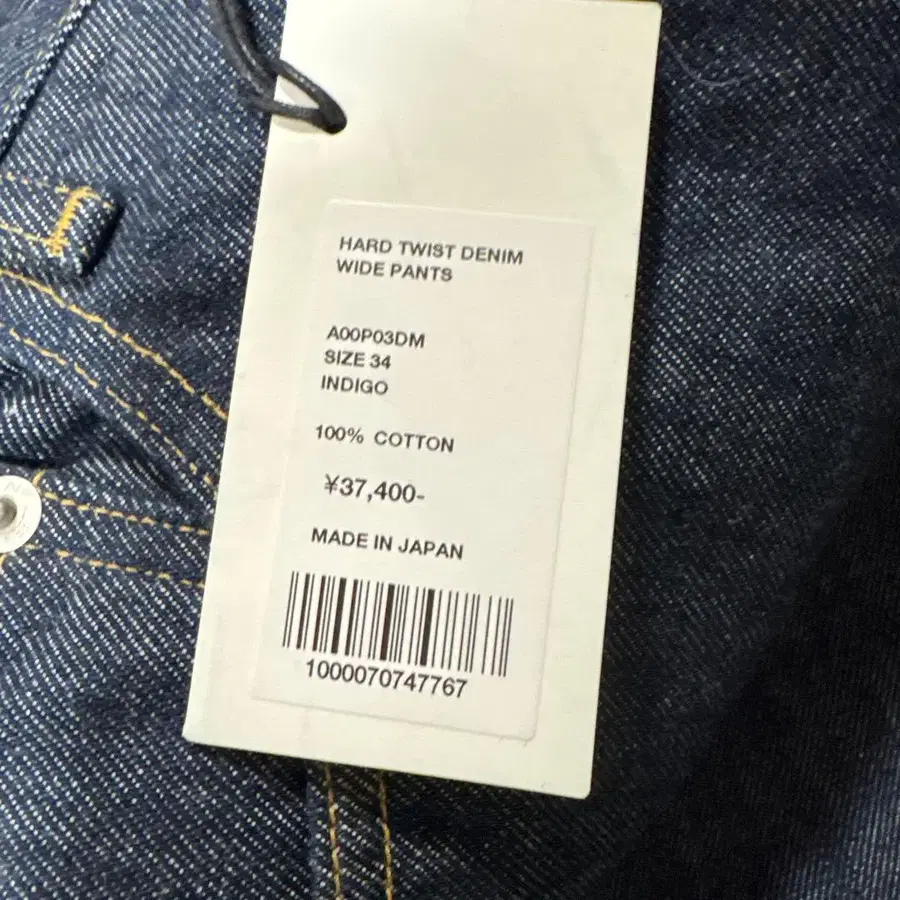 HARD TWIST DENIM
WIDE PANTS
A00P03DM
SIZE 34
INDIGO
100% COTTON
¥37,400-
MADE IN JAPAN
1000070747767